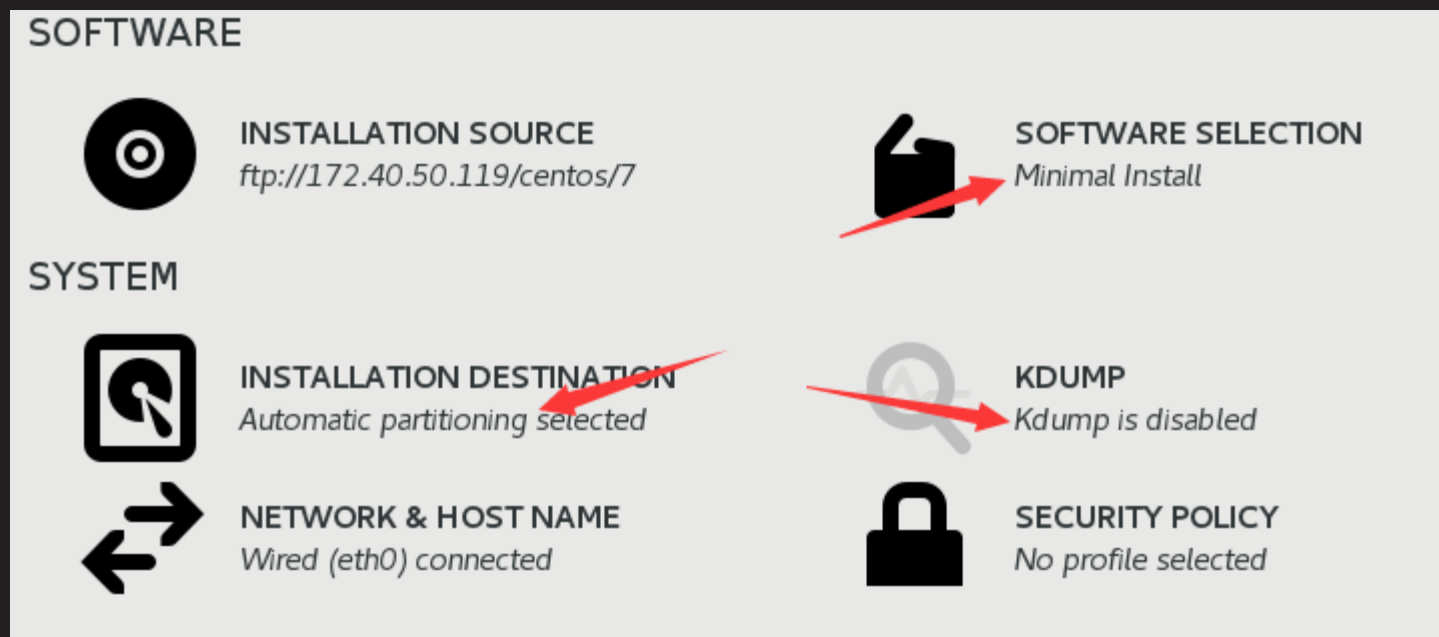 SOFTWARE
INSTALLATION SOURCE
ftp://172.40.50.119/centos/7
SOFTWARE SELECTION
Minimal Install
SYSTEM
INSTALLATION DESTINATION
Automatic partitioning selected
KDUMP
Kdump is disabled
NETWORK & HOST NAME
Wired (eth0) connected
SECURITY POLICY
No profile selected